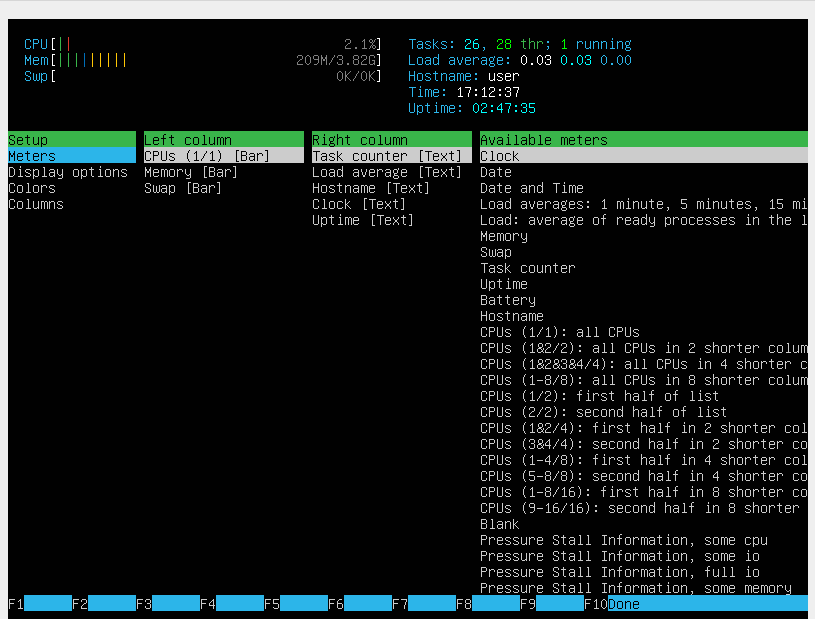 CPU[|| 2.1%]
Mem[||||||||| 209M/3.82G]
Swp[ 0K/0K]
Tasks: 26, 28 thr; 1 running
Load average: 0.03 0.03 0.00
Hostname: user
Time: 17:12:37
Uptime: 02:47:35
Setup
Meters
Display options
Colors
Columns
Left column
CPUs (1/1) [Bar]
Memory [Bar]
Swap [Bar]
Right column
Task counter [Text]
Load average [Text]
Hostname [Text]
Clock [Text]
Uptime [Text]
Available meters
Clock
Date
Date and Time
Load averages: 1 minute, 5 minutes, 15 mi
Load: average of ready processes in the l
Memory
Swap
Task counter
Uptime
Battery
Hostname
CPUs (1/1): all CPUs
CPUs (1&2/2): all CPUs in 2 shorter colum
CPUs (1&2&3&4/4): all CPUs in 4 shorter c
CPUs (1-8/8): all CPUs in 8 shorter colum
CPUs (1/2): first half of list
CPUs (2/2): second half of list
CPUs (1&2/4): first half in 2 shorter col
CPUs (3&4/4): second half in 2 shorter co
CPUs (1-4/8): first half in 4 shorter col
CPUs (5-8/8): second half in 4 shorter co
CPUs (1-8/16): first half in 8 shorter co
CPUs (9-16/16): second half in 8 shorter
Blank
Pressure Stall Information, some cpu
Pressure Stall Information, some io
Pressure Stall Information, full io
Pressure Stall Information, some memory
F1 F2 F3 F4 F5 F6 F7 F8 F9 F10Done